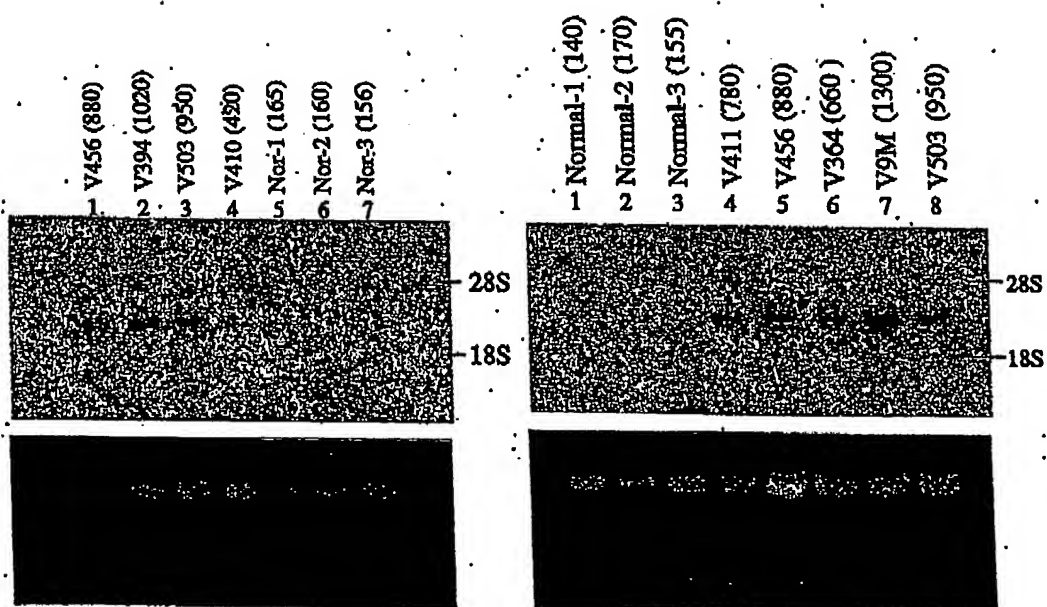 V456 (880)
V394 (1020)
V503 (950)
V410 (420)
Nor-1 (165)
Nor-2 (160)
Nor-3 (156)
1 2 3 4 5 6 7
28S
18S
Normal-1 (140)
Normal-2 (170)
Normal-3 (155)
V411 (780)
V456 (880)
V364 (660 )
V9M (1300)
V503 (950)
1 2 3 4 5 6 7 8
28S
18S